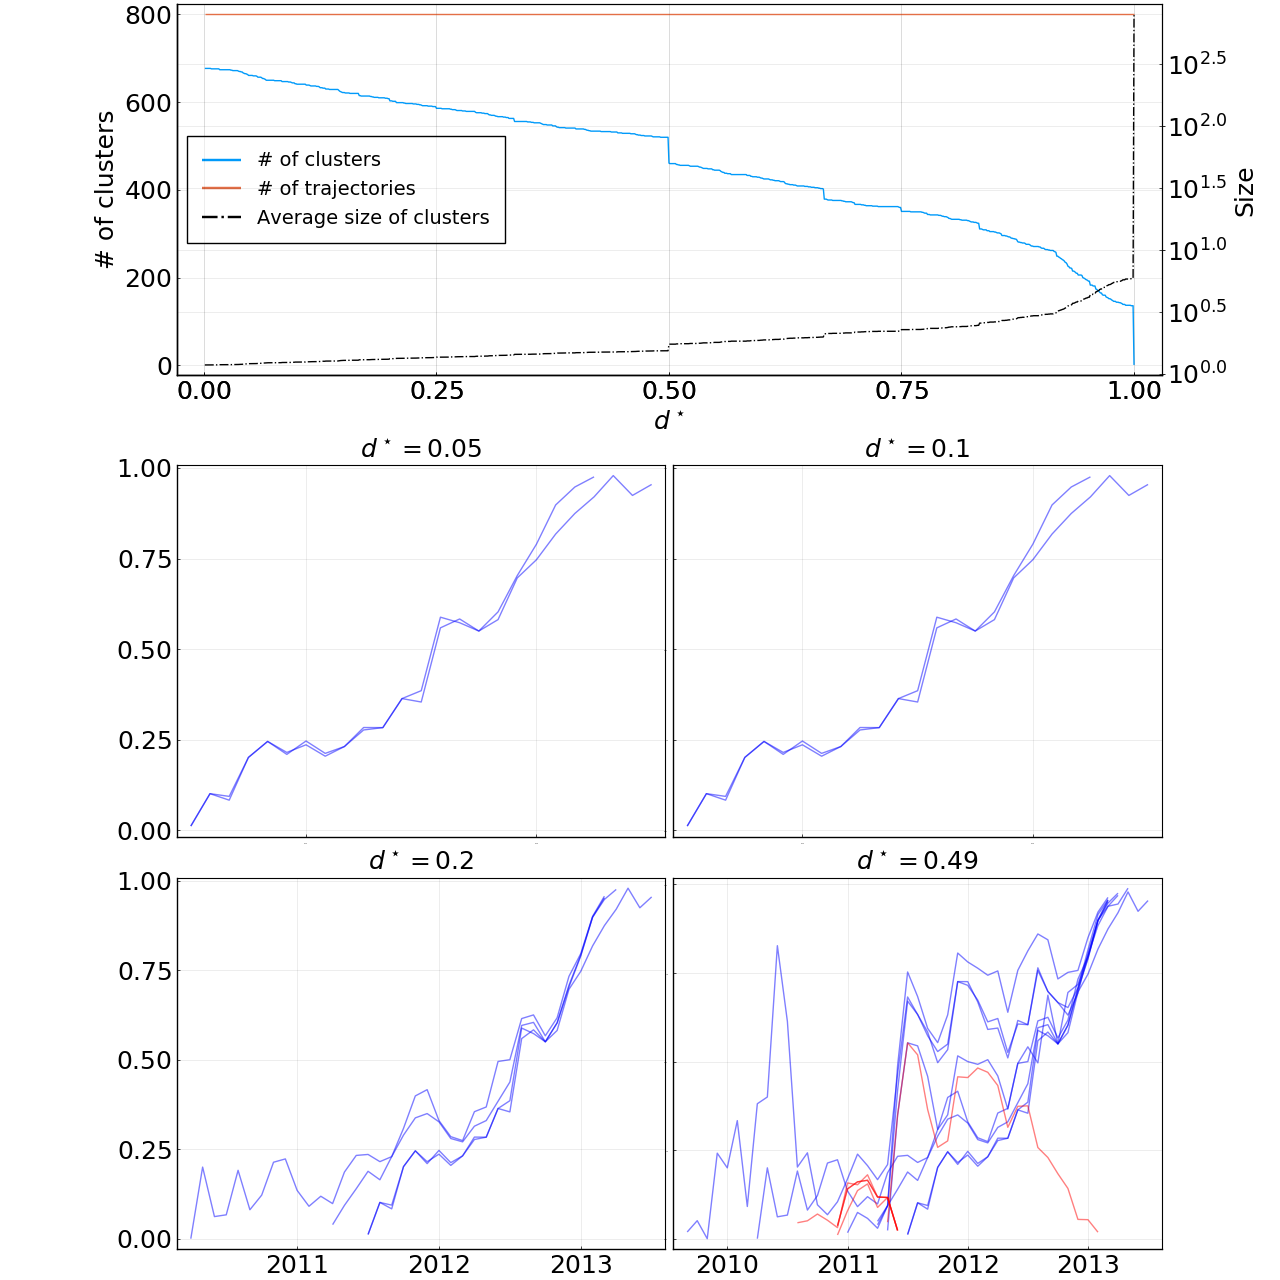 800
600
400
200
0
# of clusters
# of clusters
# of trajectories
Average size of clusters
10^2.5
10^2.0
10^1.5
10^1.0
10^0.5
10^0.0
Size
0.00 0.25 0.50 0.75 1.00
d⋆
d⋆ = 0.05
d⋆ = 0.1
1.00
0.75
0.50
0.25
0.00
d⋆ = 0.2
d⋆ = 0.49
1.00
0.75
0.50
0.25
0.00
2011 2012 2013
2010 2011 2012 2013